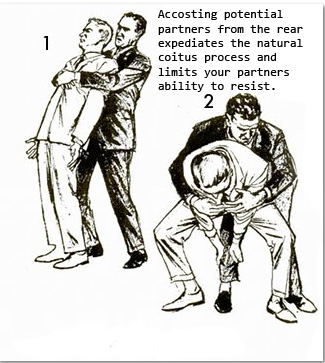 Accosting potential
partners from the rear
expediates the natural
coitus process and
limits your partners
ability to resist.
1
2